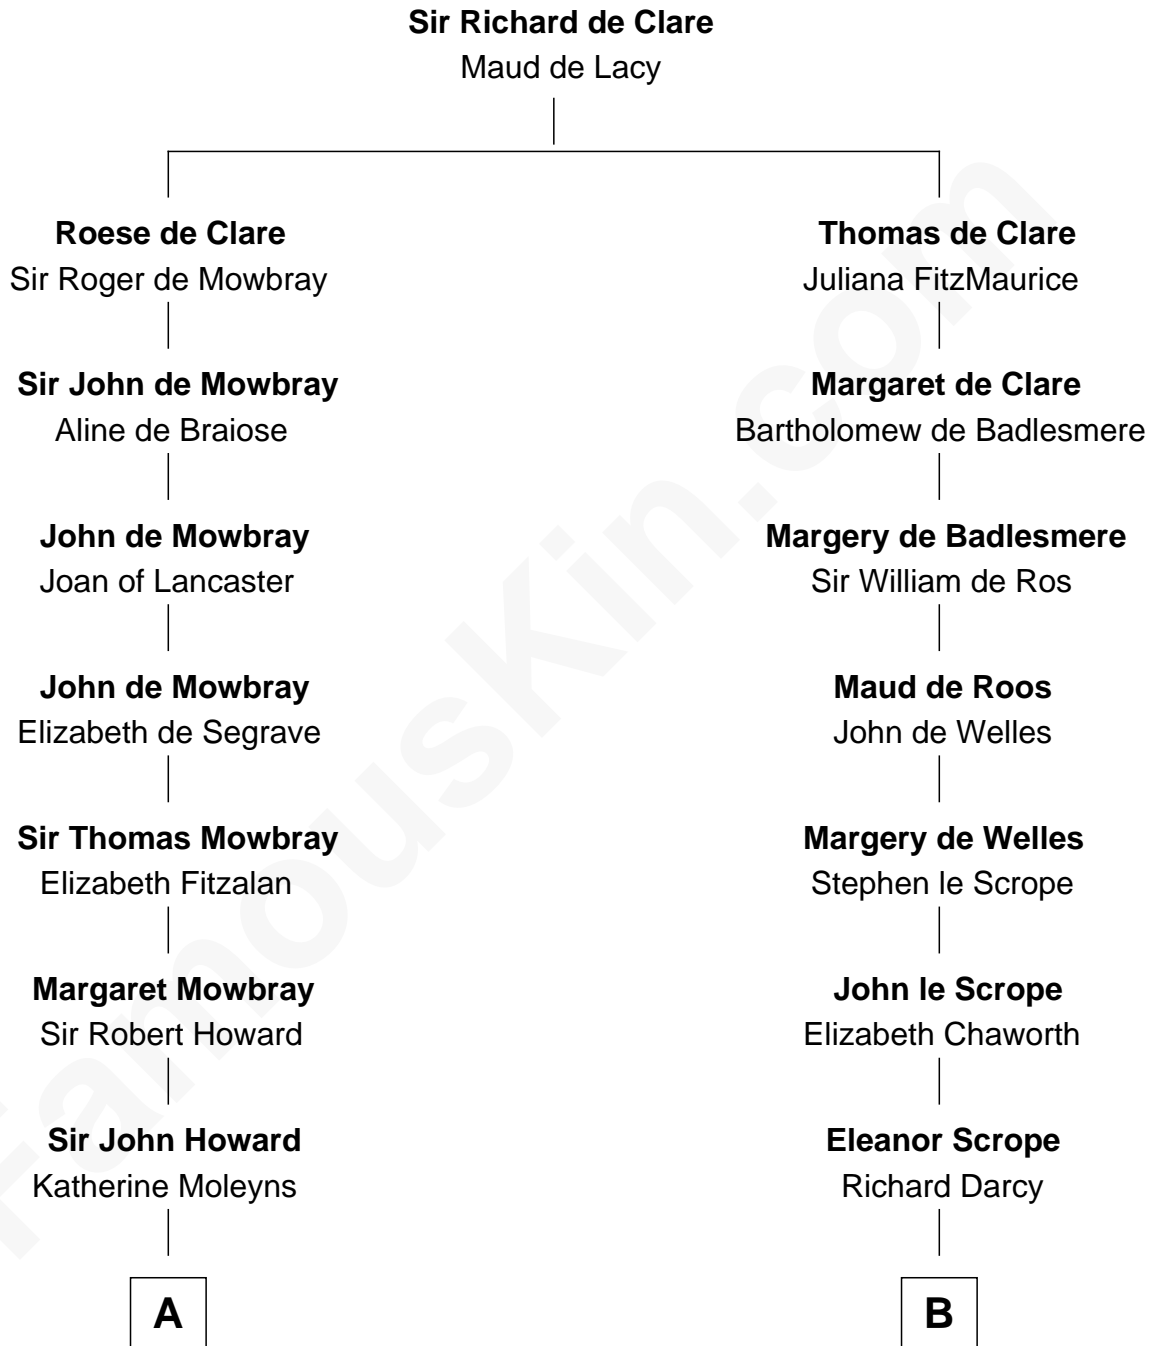 Sir Richard de Clare
Maud de Lacy
Roese de Clare
Sir Roger de Mowbray
Thomas de Clare
Juliana FitzMaurice
Sir John de Mowbray
Aline de Braiose
Margaret de Clare
Bartholomew de Badlesmere
John de Mowbray
Joan of Lancaster
Margery de Badlesmere
Sir William de Ros
John de Mowbray
Elizabeth de Segrave
Maud de Roos
John de Welles
Sir Thomas Mowbray
Elizabeth Fitzalan
Margery de Welles
Stephen le Scrope
Margaret Mowbray
Sir Robert Howard
John le Scrope
Elizabeth Chaworth
Sir John Howard
Katherine Moleyns
Eleanor Scrope
Richard Darcy
A
B
FamousKin.com